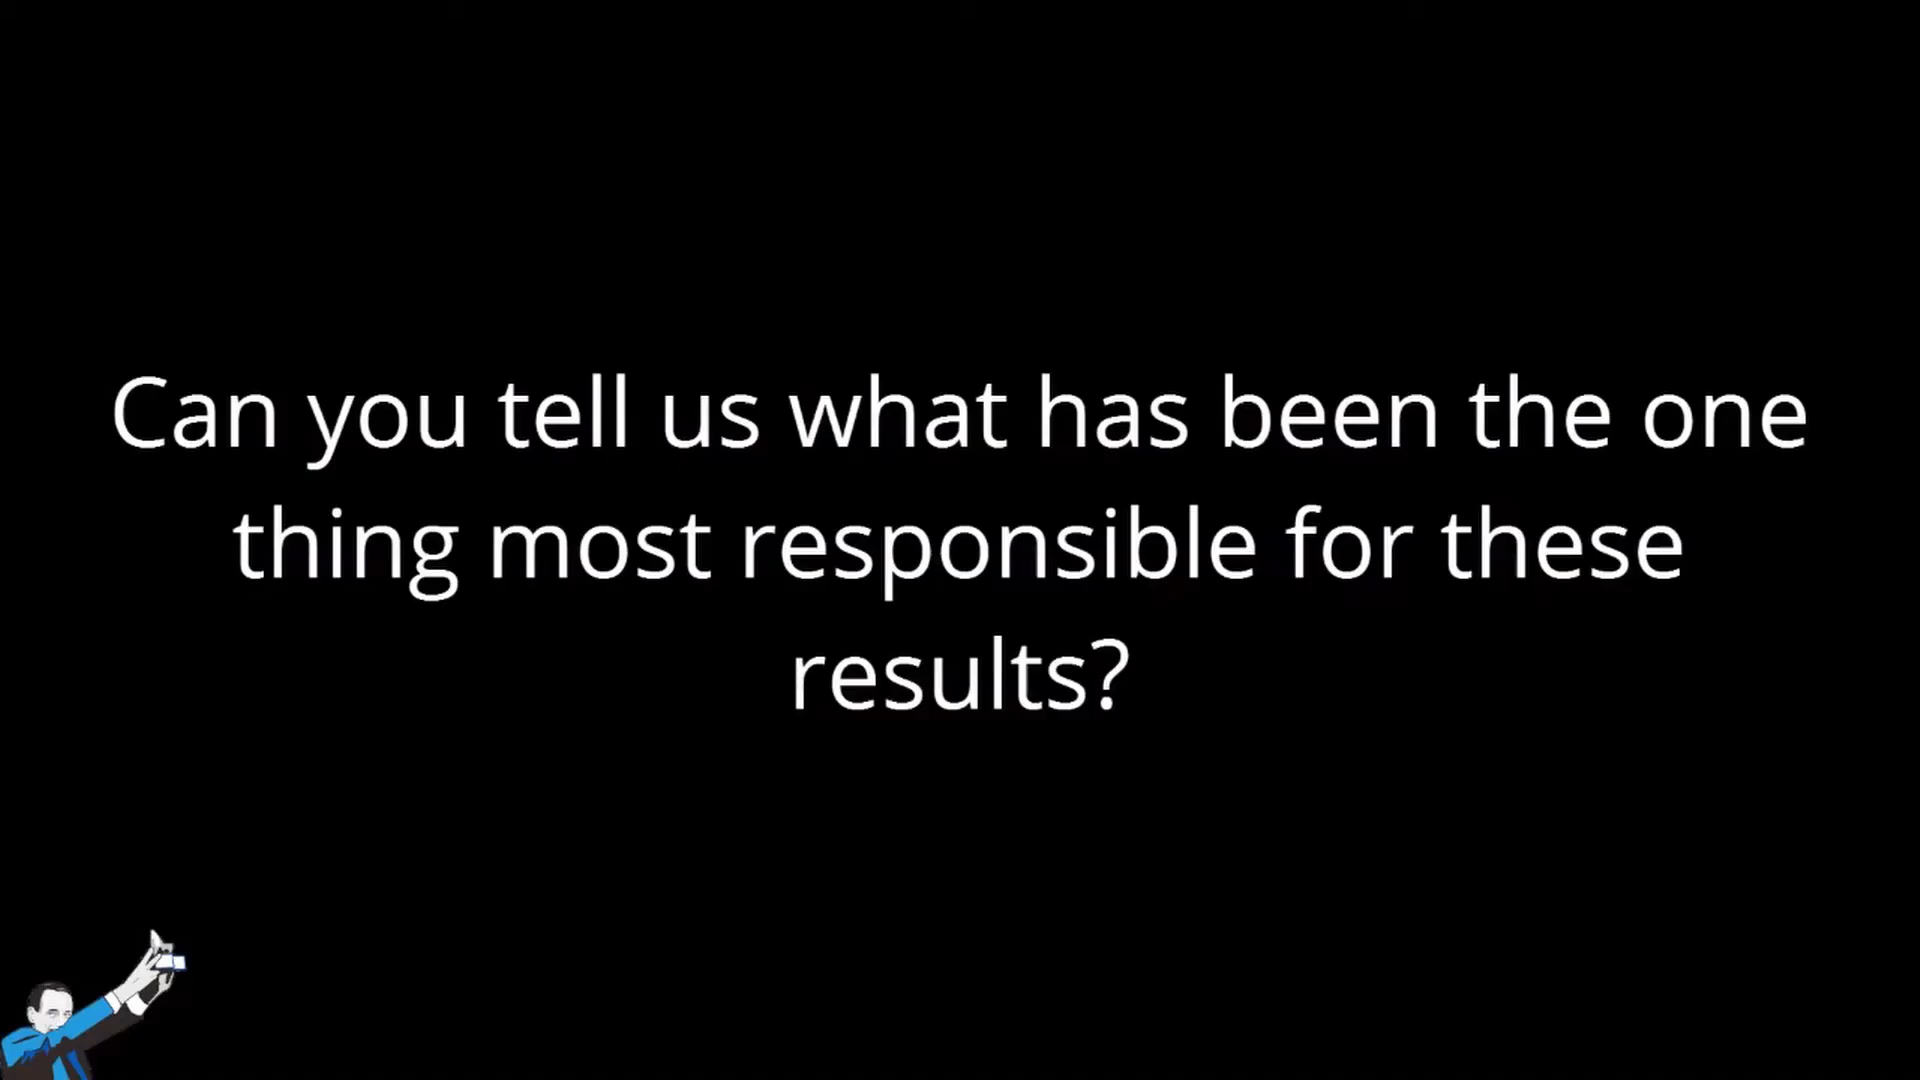 Can you tell us what has been the one
thing most responsible for these
results?